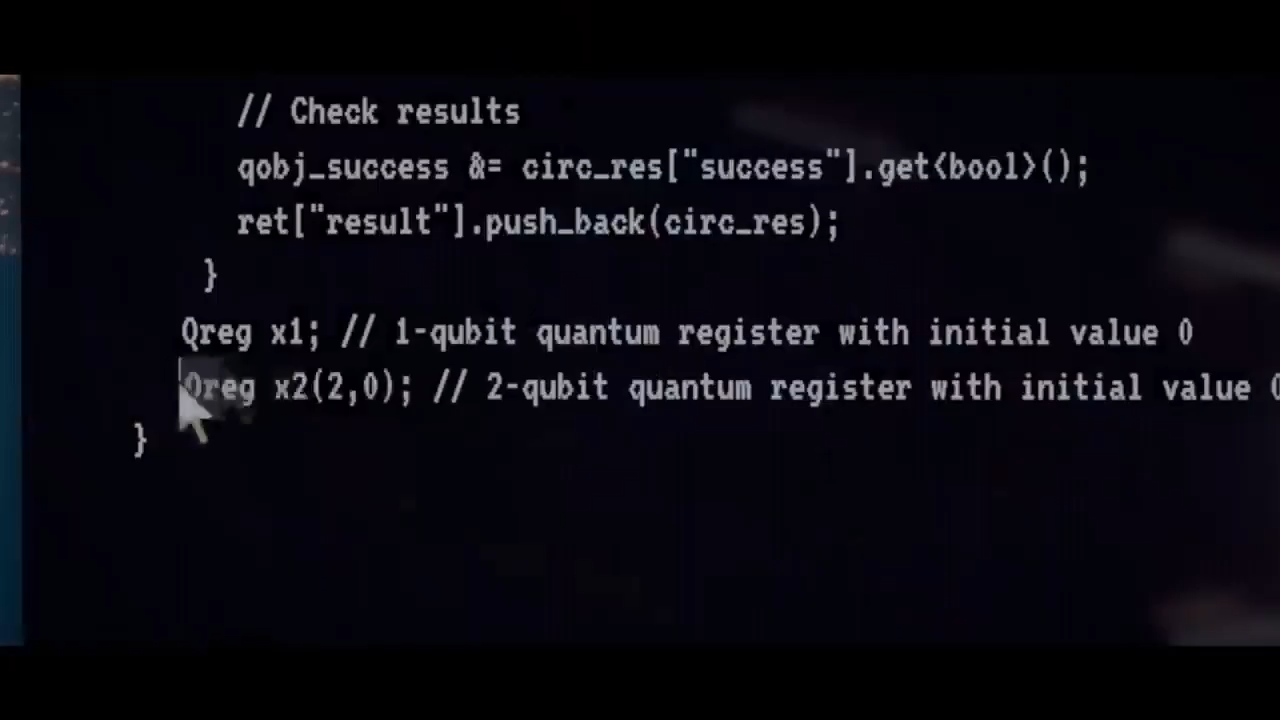 // Check results
qobj_success &= circ_res["success"].get<bool>();
ret["result"].push_back(circ_res);
}
Qreg x1; // 1-qubit quantum register with initial value 0
Qreg x2(2,0); // 2-qubit quantum register with initial value 0
}